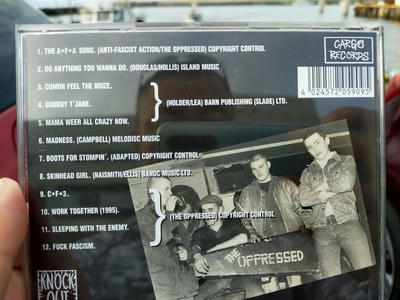 1. THE A•F•A SONG. (ANTI-FASCIST ACTION/THE OPPRESSED) COPYRIGHT CONTROL
2. DO ANYTHING YOU WANNA DO. (DOUGLAS/HOLLIS) ISLAND MUSIC
3. CUMON FEEL THE NOIZE.
4. GUDBUY T'JANE.
(HOLDER/LEA) BARN PUBLISHING (SLADE) LTD.
5. MAMA WEER ALL CRAZY NOW.
6. MADNESS. (CAMPBELL) MELODISC MUSIC
7. BOOTS FOR STOMPIN'. (ADAPTED) COPYRIGHT CONTROL
8. SKINHEAD GIRL. (NAISMITH/ELLIS) BANDC MUSIC LTD.
9. C•F•3.
10. WORK TOGETHER (1995).
(THE OPPRESSED) COPYRIGHT CONTROL
11. SLEEPING WITH THE ENEMY.
12. FUCK FASCISM.
CARGO
RECORDS
4 024572 059095
THE OPPRESSED
KNOCK
OUT